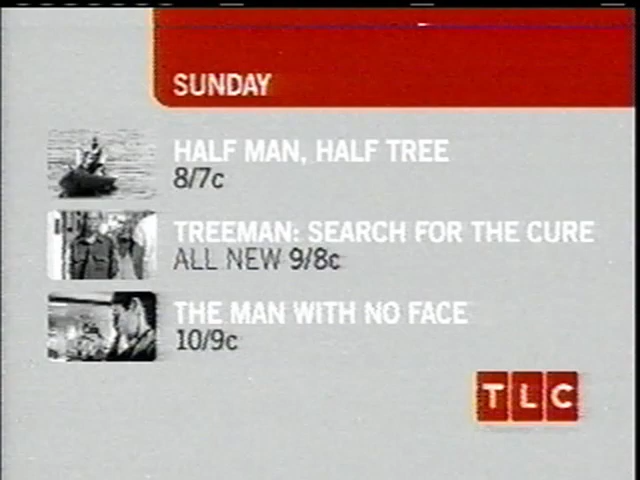 SUNDAY
HALF MAN, HALF TREE
8/7c
TREEMAN: SEARCH FOR THE CURE
ALL NEW 9/8c
THE MAN WITH NO FACE
10/9c
TLC